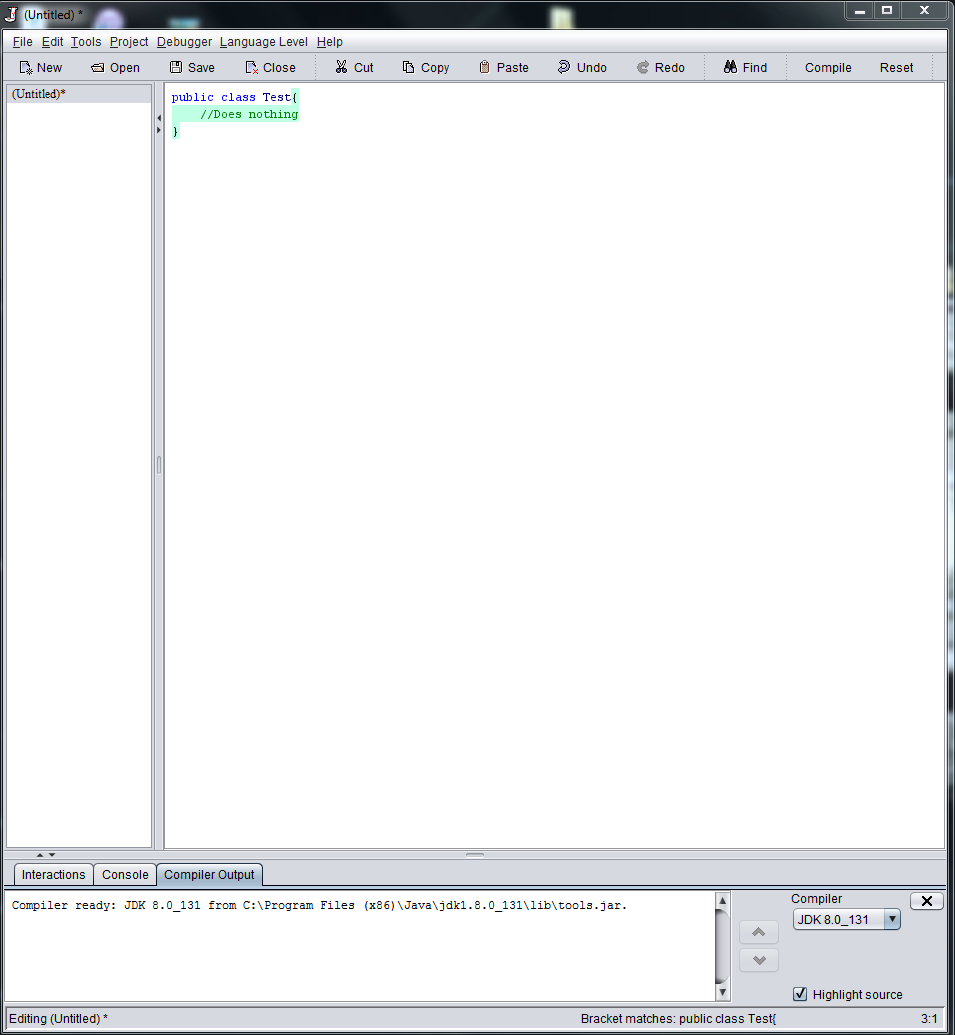 (Untitled) *
File Edit Tools Project Debugger Language Level Help
New Open Save Close Cut Copy Paste Undo Redo Find Compile Reset
(Untitled)*
public class Test{
    //Does nothing
}
Interactions Console Compiler Output
Compiler ready: JDK 8.0_131 from C:\Program Files (x86)\Java\jdk1.8.0_131\lib\tools.jar.
Compiler
JDK 8.0_131
Highlight source
Editing (Untitled) * Bracket matches: public class Test{ 3:1